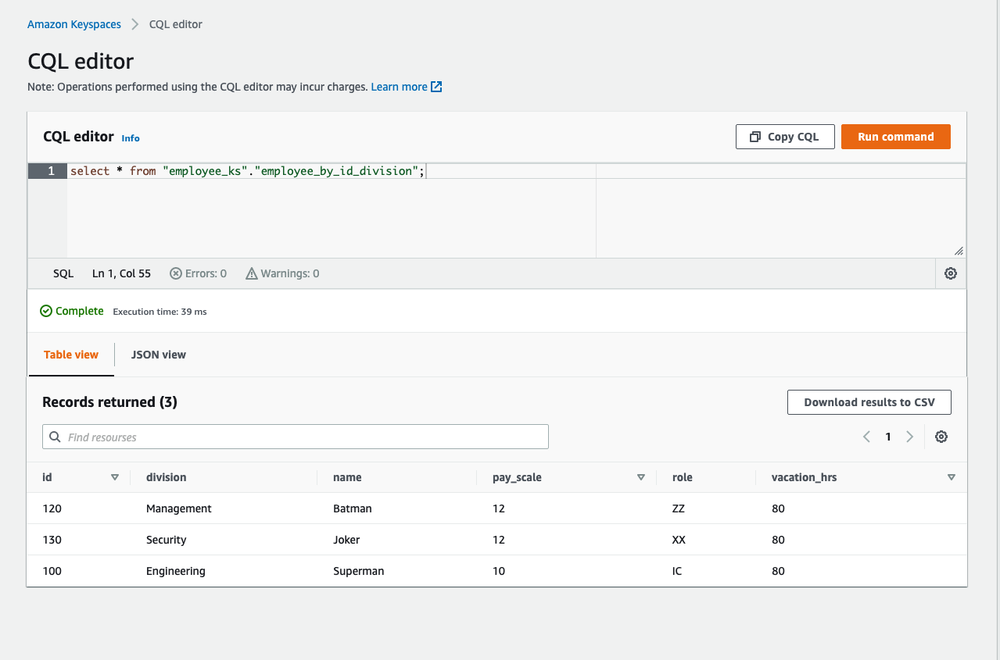 Amazon Keyspaces > CQL editor
CQL editor
Note: Operations performed using the CQL editor may incur charges. Learn more
CQL editor Info Copy CQL Run command
1 select * from "employee_ks"."employee_by_id_division";
SQL Ln 1, Col 55 Errors: 0 Warnings: 0
Complete Execution time: 39 ms
Table view JSON view
Records returned (3) Download results to CSV
Find resourses 1
id division name pay_scale role vacation_hrs
120 Management Batman 12 ZZ 80
130 Security Joker 12 XX 80
100 Engineering Superman 10 IC 80